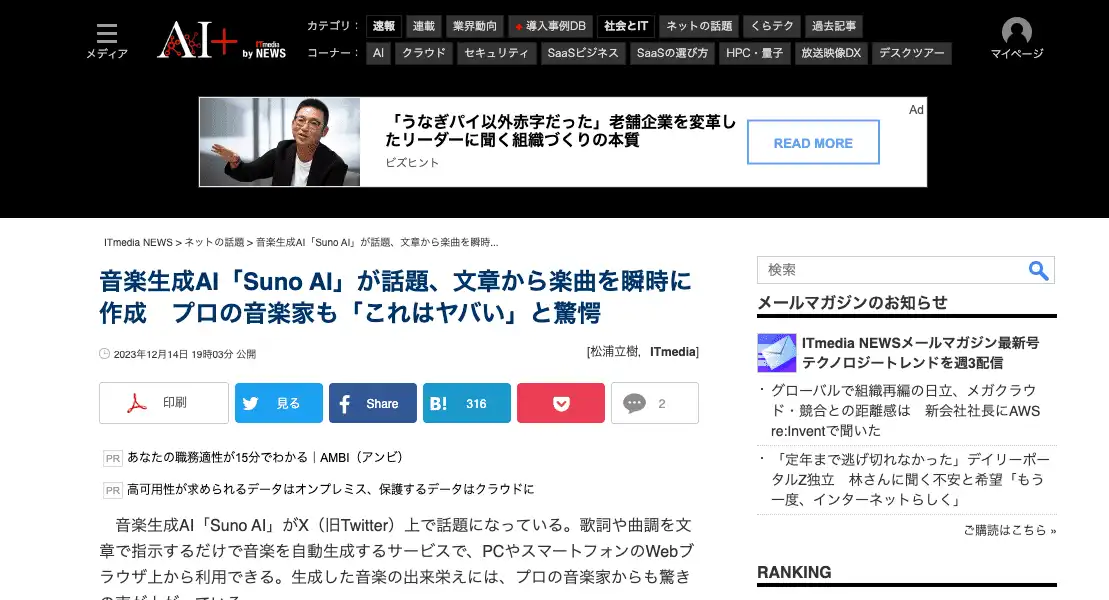 メディア
AI+ by ITmedia NEWS
カテゴリ： 速報 連載 業界動向 導入事例DB 社会とIT ネットの話題 くらテク 過去記事
コーナー： AI クラウド セキュリティ SaaSビジネス SaaSの選び方 HPC・量子 放送映像DX デスクツアー
マイページ
「うなぎパイ以外赤字だった」老舗企業を変革し
たリーダーに聞く組織づくりの本質
ビズヒント
READ MORE
Ad
ITmedia NEWS > ネットの話題 > 音楽生成AI「Suno AI」が話題、文章から楽曲を瞬時...
音楽生成AI「Suno AI」が話題、文章から楽曲を瞬時に
作成　プロの音楽家も「これはヤバい」と驚愕
2023年12月14日 19時03分 公開
[松浦立樹, ITmedia]
印刷
見る
Share
B! 316
2
PR あなたの職務適性が15分でわかる｜AMBI（アンビ）
PR 高可用性が求められるデータはオンプレミス、保護するデータはクラウドに
音楽生成AI「Suno AI」がX（旧Twitter）上で話題になっている。歌詞や曲調を文
章で指示するだけで音楽を自動生成するサービスで、PCやスマートフォンのWebブ
ラウザ上から利用できる。生成した音楽の出来栄えには、プロの音楽家からも驚き
検索
メールマガジンのお知らせ
ITmedia NEWSメールマガジン最新号
テクノロジートレンドを週3配信
・グローバルで組織再編の日立、メガクラウ
ド・競合との距離感は　新会社社長にAWS
re:Inventで聞いた
・「定年まで逃げ切れなかった」デイリーポー
タルZ独立　林さんに聞く不安と希望「もう
一度、インターネットらしく」
ご購読はこちら »
RANKING